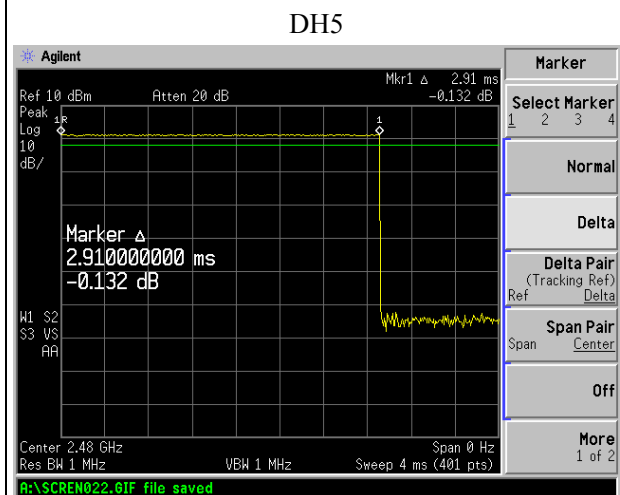 DH5
Agilent
Marker
Mkr1 Δ 2.91 ms
Ref 10 dBm Atten 20 dB -0.132 dB
Peak
Log
10
dB/
1R
1
Marker Δ
2.910000000 ms
-0.132 dB
W1 S2
S3 VS
AA
Center 2.48 GHz Span 0 Hz
Res BW 1 MHz VBW 1 MHz Sweep 4 ms (401 pts)
A:\SCREN022.GIF file saved
Select Marker
1 2 3 4
Normal
Delta
Delta Pair
(Tracking Ref)
Ref Delta
Span Pair
Span Center
Off
More
1 of 2